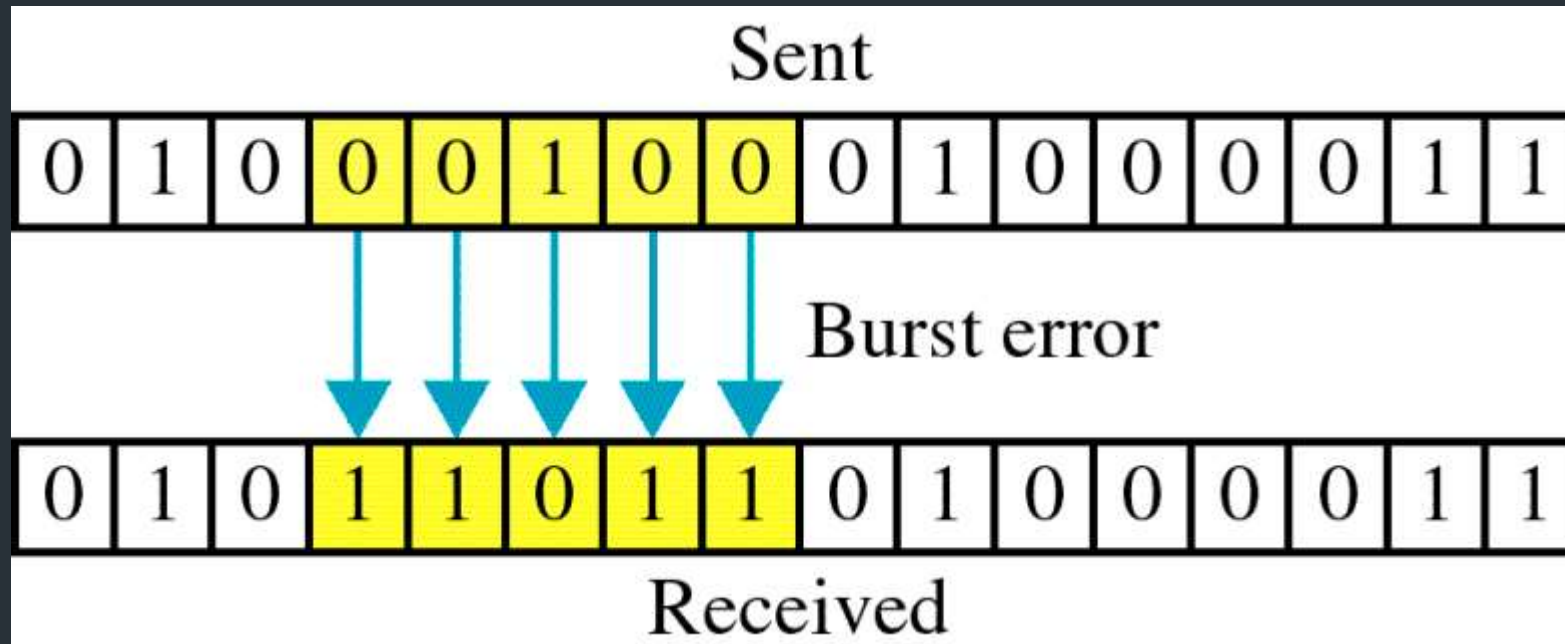 Sent
0 1 0 0 0 1 0 0 0 1 0 0 0 0 1 1
Burst error
0 1 0 1 1 0 1 1 0 1 0 0 0 0 1 1
Received